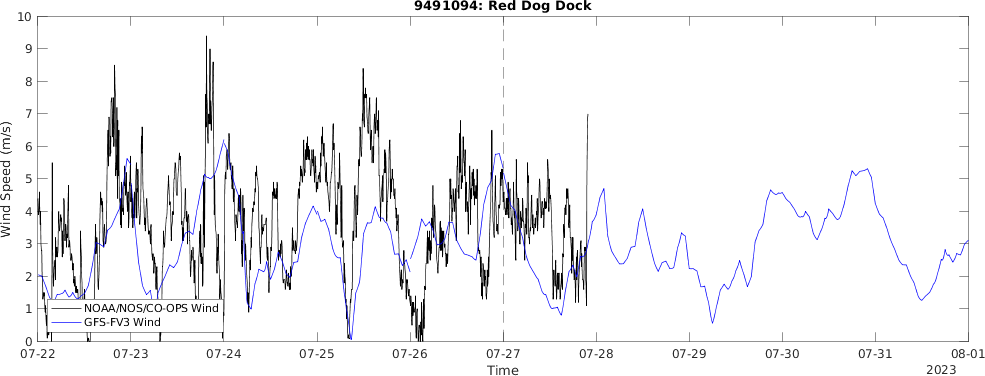 9491094: Red Dog Dock
10
9
8
7
6
5
4
3
2
1
0
Wind Speed (m/s)
NOAA/NOS/CO-OPS Wind
GFS-FV3 Wind
07-22 07-23 07-24 07-25 07-26 07-27 07-28 07-29 07-30 07-31 08-01
Time
2023